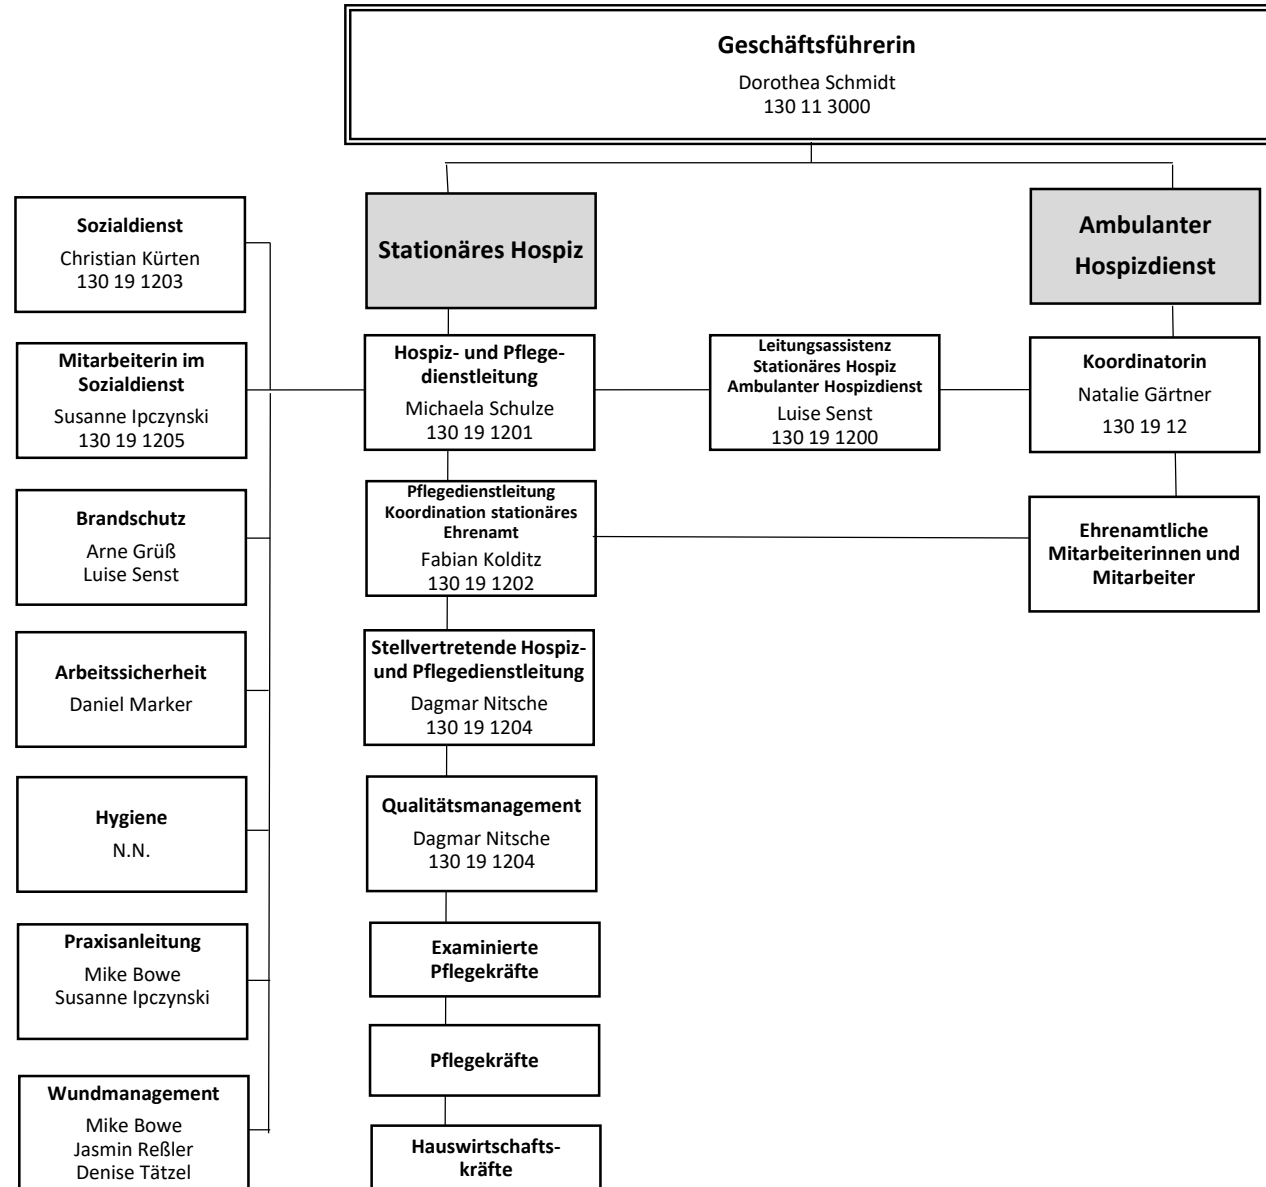 Geschäftsführerin
Dorothea Schmidt
130 11 3000
Sozialdienst
Christian Kürten
130 19 1203
Stationäres Hospiz
Ambulanter
Hospizdienst
Mitarbeiterin im
Sozialdienst
Susanne Ipczynski
130 19 1205
Hospiz- und Pflege-
dienstleitung
Michaela Schulze
130 19 1201
Leitungsassistenz
Stationäres Hospiz
Ambulanter Hospizdienst
Luise Senst
130 19 1200
Koordinatorin
Natalie Gärtner
130 19 12
Brandschutz
Arne Grüß
Luise Senst
Pflegedienstleitung
Koordination stationäres
Ehrenamt
Fabian Kolditz
130 19 1202
Ehrenamtliche
Mitarbeiterinnen und
Mitarbeiter
Arbeitssicherheit
Daniel Marker
Stellvertretende Hospiz-
und Pflegedienstleitung
Dagmar Nitsche
130 19 1204
Hygiene
N.N.
Qualitätsmanagement
Dagmar Nitsche
130 19 1204
Praxisanleitung
Mike Bowe
Susanne Ipczynski
Examinierte
Pflegekräfte
Pflegekräfte
Wundmanagement
Mike Bowe
Jasmin Reßler
Denise Tätzel
Hauswirtschafts-
kräfte